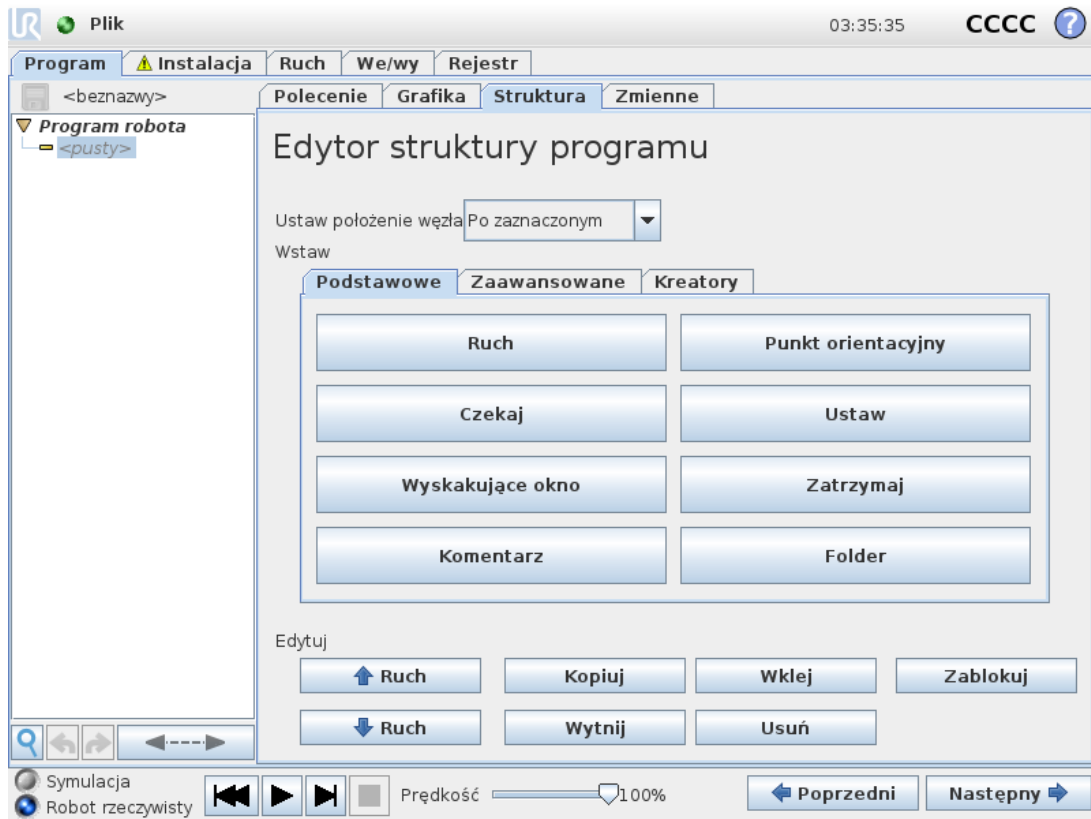 UR Plik 03:35:35 CCCC ?
Program Instalacja Ruch We/wy Rejestr
<beznazwy>
Polecenie Grafika Struktura Zmienne
Program robota
<pusty>
Edytor struktury programu
Ustaw położenie węzła Po zaznaczonym
Wstaw
Podstawowe Zaawansowane Kreatory
Ruch Punkt orientacyjny
Czekaj Ustaw
Wyskakujące okno Zatrzymaj
Komentarz Folder
Edytuj
Ruch Kopiuj Wklej Zablokuj
Ruch Wytnij Usuń
Symulacja
Robot rzeczywisty
Prędkość 100%
Poprzedni Następny